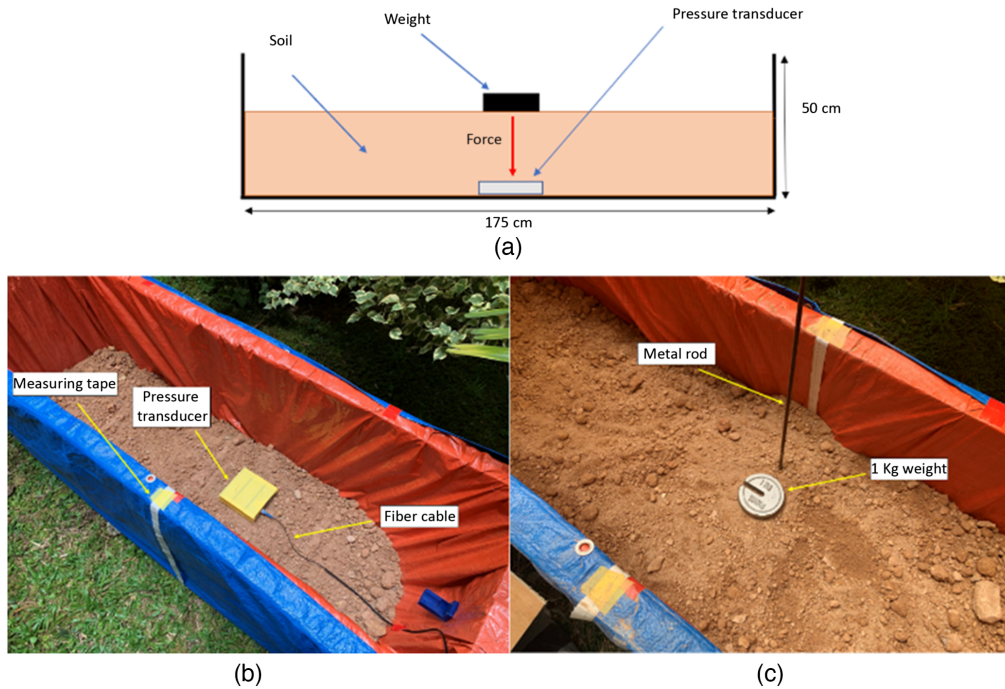 Weight
Pressure transducer
Soil
50 cm
Force
175 cm
(a)
Measuring tape
Pressure
transducer
Fiber cable
(b)
Metal rod
1 Kg weight
(c)